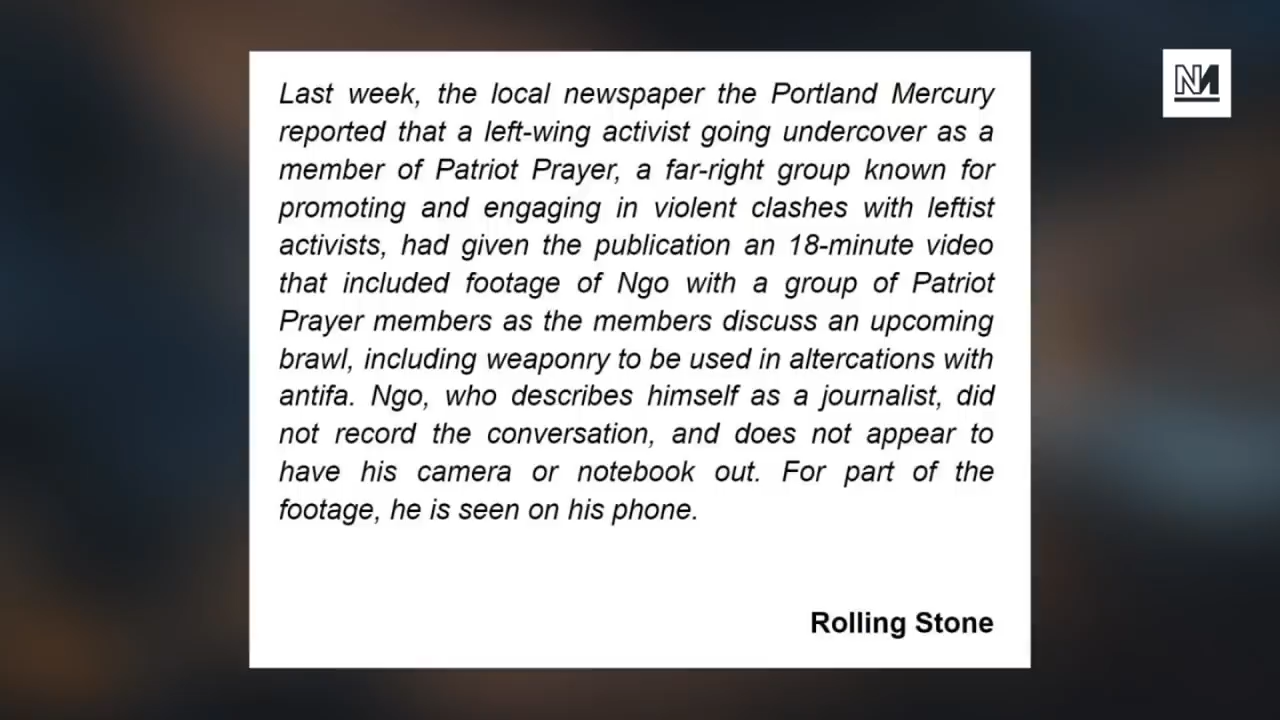 Last week, the local newspaper the Portland Mercury
reported that a left-wing activist going undercover as a
member of Patriot Prayer, a far-right group known for
promoting and engaging in violent clashes with leftist
activists, had given the publication an 18-minute video
that included footage of Ngo with a group of Patriot
Prayer members as the members discuss an upcoming
brawl, including weaponry to be used in altercations with
antifa. Ngo, who describes himself as a journalist, did
not record the conversation, and does not appear to
have his camera or notebook out. For part of the
footage, he is seen on his phone.
Rolling Stone
NM